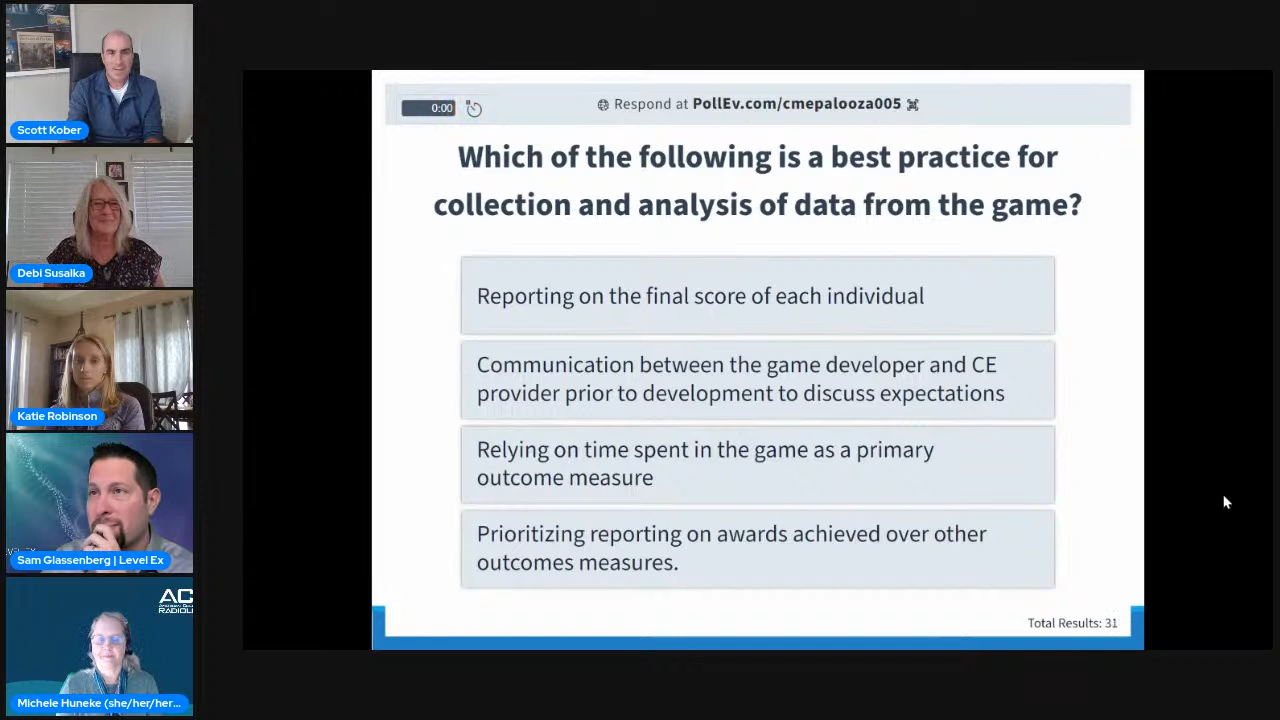 Scott Kober
Debi Susalka
Katie Robinson
Sam Glassenberg | Level Ex
AC
RADIOL
Michele Huneke (she/her/her...
0:00
Respond at PollEv.com/cmepalooza005
Which of the following is a best practice for
collection and analysis of data from the game?
Reporting on the final score of each individual
Communication between the game developer and CE
provider prior to development to discuss expectations
Relying on time spent in the game as a primary
outcome measure
Prioritizing reporting on awards achieved over other
outcomes measures.
Total Results: 31